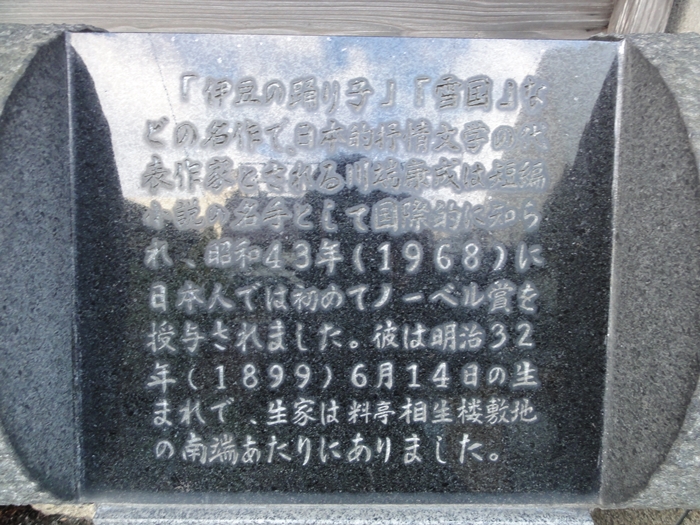 「伊豆の踊り子」「雪国」な
どの名作で日本的抒情文学の代
表作家とされる川端康成は短編
小説の名手として国際的に知ら
れ、昭和43年(1968)に
日本人では初めてノーベル賞を
授与されました。彼は明治32
年(1899)6月14日の生
まれで、生家は料亭相生楼敷地
の南端あたりにありました。